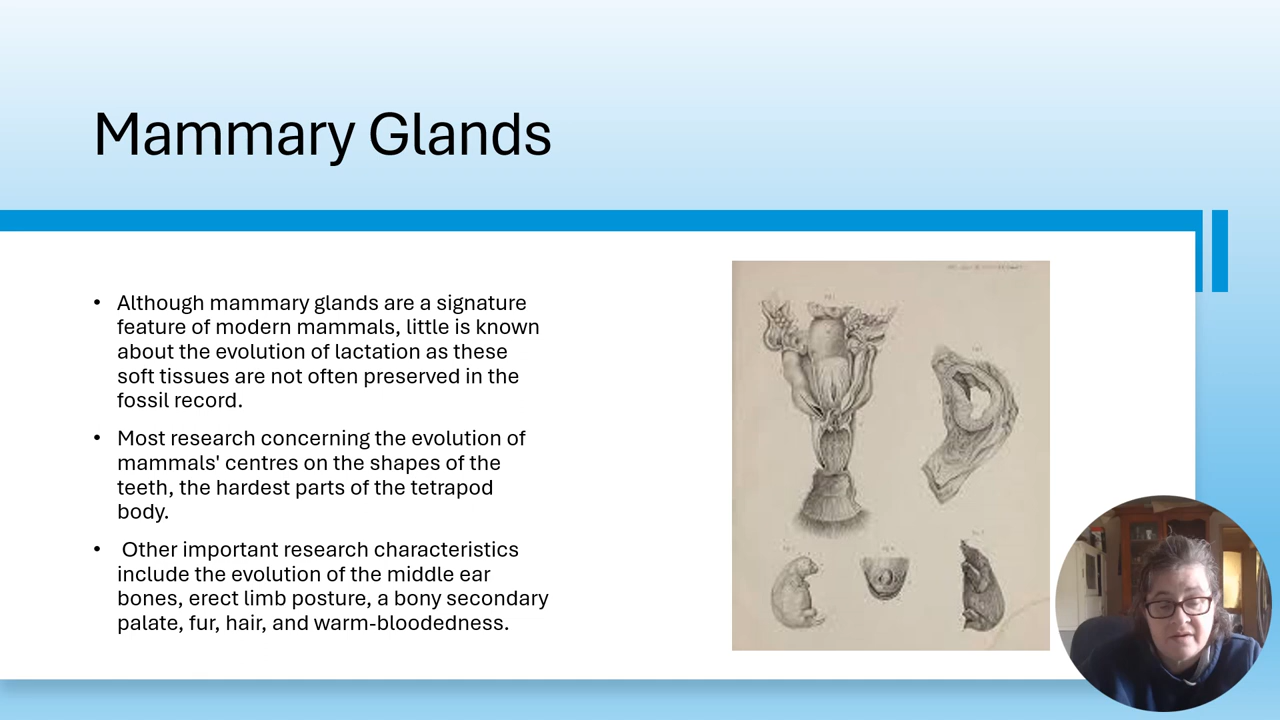 Mammary Glands
• Although mammary glands are a signature
feature of modern mammals, little is known
about the evolution of lactation as these
soft tissues are not often preserved in the
fossil record.
• Most research concerning the evolution of
mammals' centres on the shapes of the
teeth, the hardest parts of the tetrapod
body.
• Other important research characteristics
include the evolution of the middle ear
bones, erect limb posture, a bony secondary
palate, fur, hair, and warm-bloodedness.